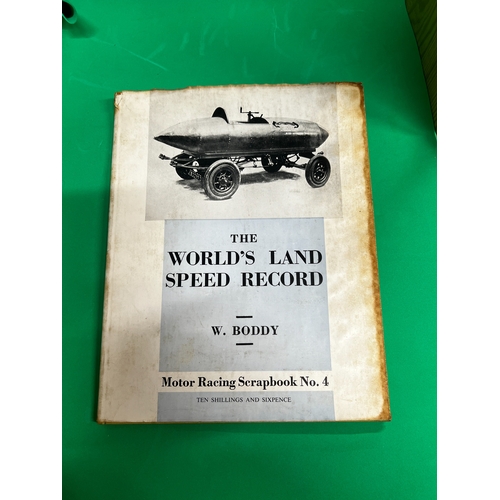 THE
WORLD'S LAND
SPEED RECORD
W. BODDY
Motor Racing Scrapbook No. 4
TEN SHILLINGS AND SIXPENCE